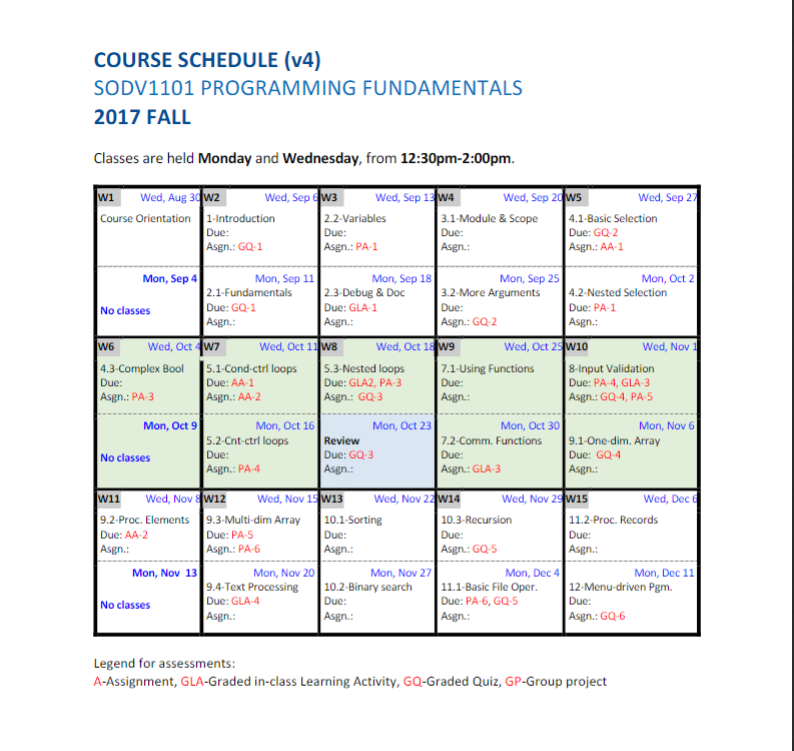 COURSE SCHEDULE (v4)
SODV1101 PROGRAMMING FUNDAMENTALS
2017 FALL
Classes are held Monday and Wednesday, from 12:30pm-2:00pm.
W1 Wed, Aug 30
Course Orientation
Mon, Sep 4
No classes
W2 Wed, Sep 6
1-Introduction
Due:
Asgn.: GQ-1
Mon, Sep 11
2.1-Fundamentals
Due: GQ-1
Asgn.:
W3 Wed, Sep 13
2.2-Variables
Due:
Asgn.: PA-1
Mon, Sep 18
2.3-Debug & Doc
Due: GLA-1
Asgn.:
W4 Wed, Sep 20
3.1-Module & Scope
Due:
Asgn.:
Mon, Sep 25
3.2-More Arguments
Due:
Asgn.: GQ-2
W5 Wed, Sep 27
4.1-Basic Selection
Due: GQ-2
Asgn.: AA-1
Mon, Oct 2
4.2-Nested Selection
Due: PA-1
Asgn.:
W6 Wed, Oct 4
4.3-Complex Bool
Due:
Asgn.: PA-3
Mon, Oct 9
No classes
W7 Wed, Oct 11
5.1-Cond-ctrl loops
Due: AA-1
Asgn.: AA-2
Mon, Oct 16
5.2-Cnt-ctrl loops
Due:
Asgn.: PA-4
W8 Wed, Oct 18
5.3-Nested loops
Due: GLA2, PA-3
Asgn.: GQ-3
Mon, Oct 23
Review
Due: GQ-3
Asgn.:
W9 Wed, Oct 25
7.1-Using Functions
Due:
Asgn.:
Mon, Oct 30
7.2-Comm. Functions
Due:
Asgn.: GLA-3
W10 Wed, Nov 1
8-Input Validation
Due: PA-4, GLA-3
Asgn.: GQ-4, PA-5
Mon, Nov 6
9.1-One-dim. Array
Due: GQ-4
Asgn.:
W11 Wed, Nov 8
9.2-Proc. Elements
Due: AA-2
Asgn.:
Mon, Nov 13
No classes
W12 Wed, Nov 15
9.3-Multi-dim Array
Due: PA-5
Asgn.: PA-6
Mon, Nov 20
9.4-Text Processing
Due: GLA-4
Asgn.:
W13 Wed, Nov 22
10.1-Sorting
Due:
Asgn.:
Mon, Nov 27
10.2-Binary search
Due:
Asgn.:
W14 Wed, Nov 29
10.3-Recursion
Due:
Asgn.: GQ-5
Mon, Dec 4
11.1-Basic File Oper.
Due: PA-6, GQ-5
Asgn.:
W15 Wed, Dec 6
11.2-Proc. Records
Due:
Asgn.:
Mon, Dec 11
12-Menu-driven Pgm.
Due:
Asgn.: GQ-6
Legend for assessments:
A-Assignment, GLA-Graded in-class Learning Activity, GQ-Graded Quiz, GP-Group project